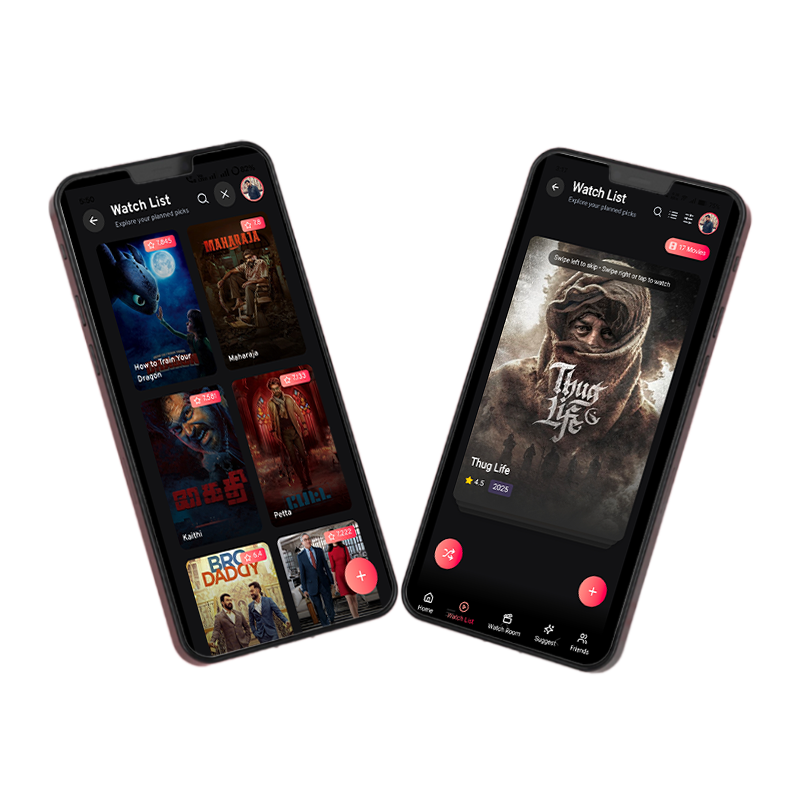 Watch List
Explore your planned picks
7.845
How to Train Your
Dragon
7.6
MAHARAJA
Maharaja
7.581
கைதி
Kaithi
7.133
Petta
6.4
BRO
DADDY
7.222
Watch List
Explore your planned picks
17 Movies
Swipe left to skip • Swipe right or tap to watch
Thug
Life
Thug Life
4.5
2025
Home
Watch List
Watch Room
Suggest
Friends